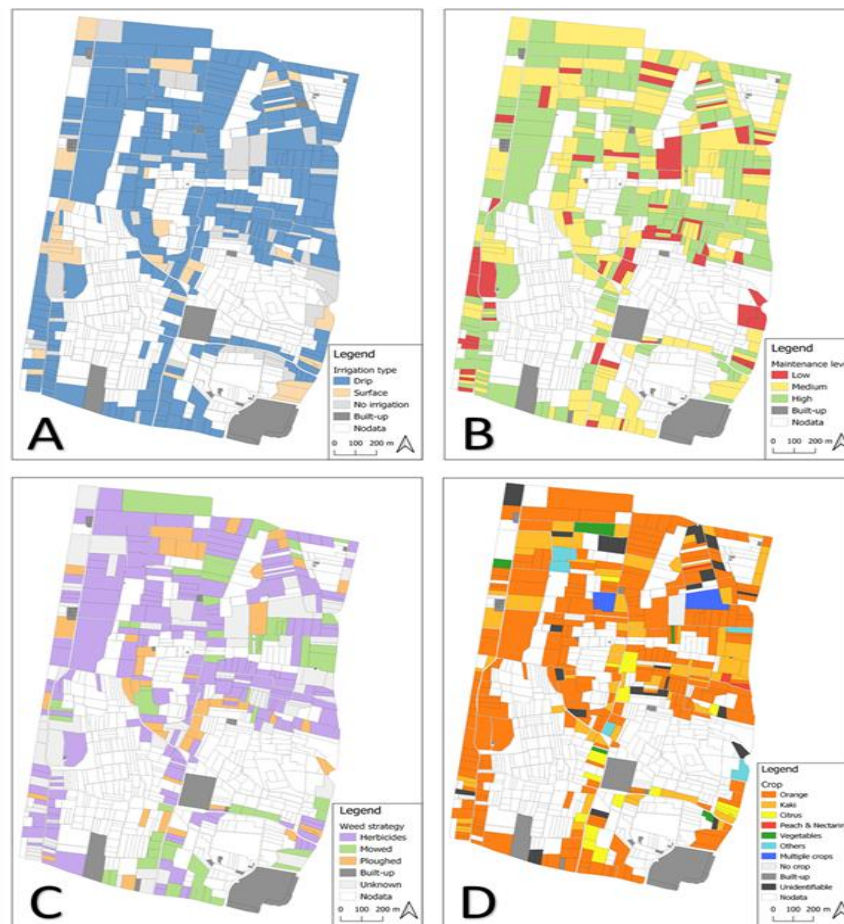 Legend
Irrigation type
Drip
Surface
No irrigation
Built-up
Nodata
0 100 200 m
A
Legend
Maintenance leve
Low
Medium
High
Built-up
Nodata
0 100 200 m
B
Legend
Weed strategy
Herbicides
Mowed
Ploughed
Built-up
Unknown
Nodata
0 100 200 m
C
Legend
Crop
Orange
Kaki
Citrus
Peach & Nectarin
Vegetables
Others
Multiple crops
No crop
Built-up
Unidentifiable
Nodata
0 100 200 m
D